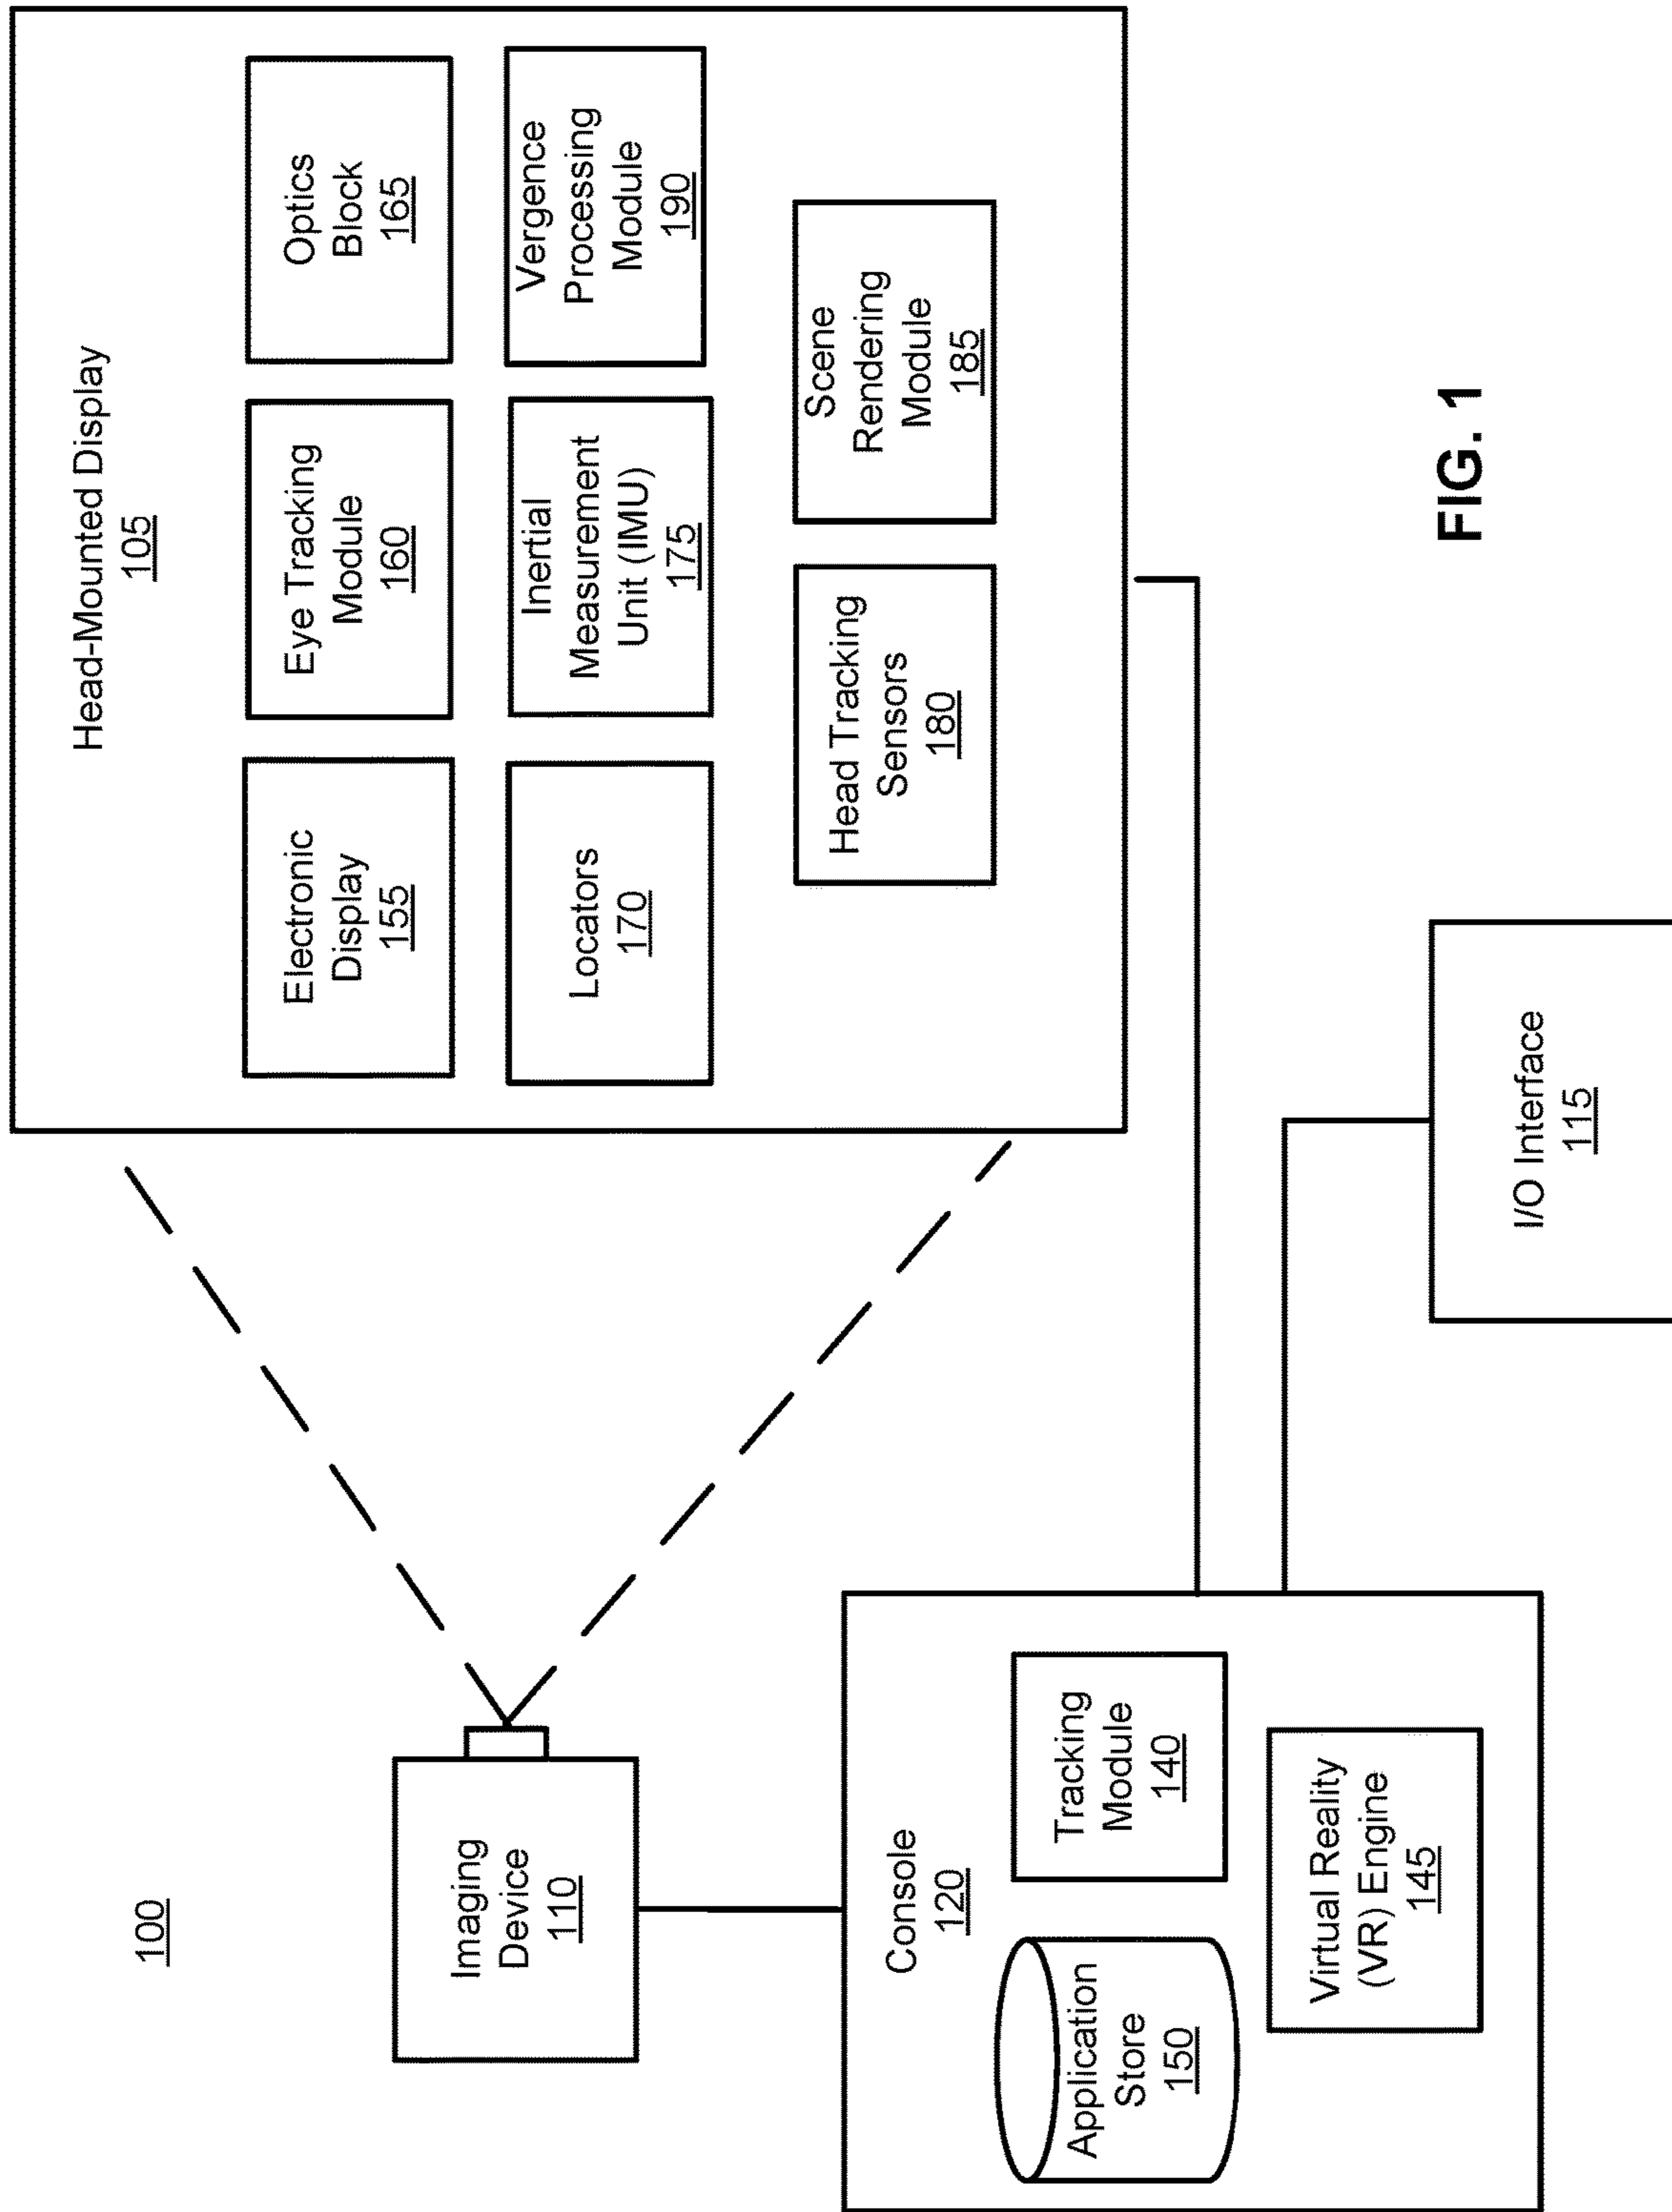 100
Imaging
Device
110
Head-Mounted Display
105
Electronic
Display
155
Eye Tracking
Module
160
Optics
Block
165
Locators
170
Inertial
Measurement
Unit (IMU)
175
Vergence
Processing
Module
190
Head Tracking
Sensors
180
Scene
Rendering
Module
185
Console
120
Application
Store
150
Tracking
Module
140
Virtual Reality
(VR) Engine
145
I/O Interface
115
FIG. 1